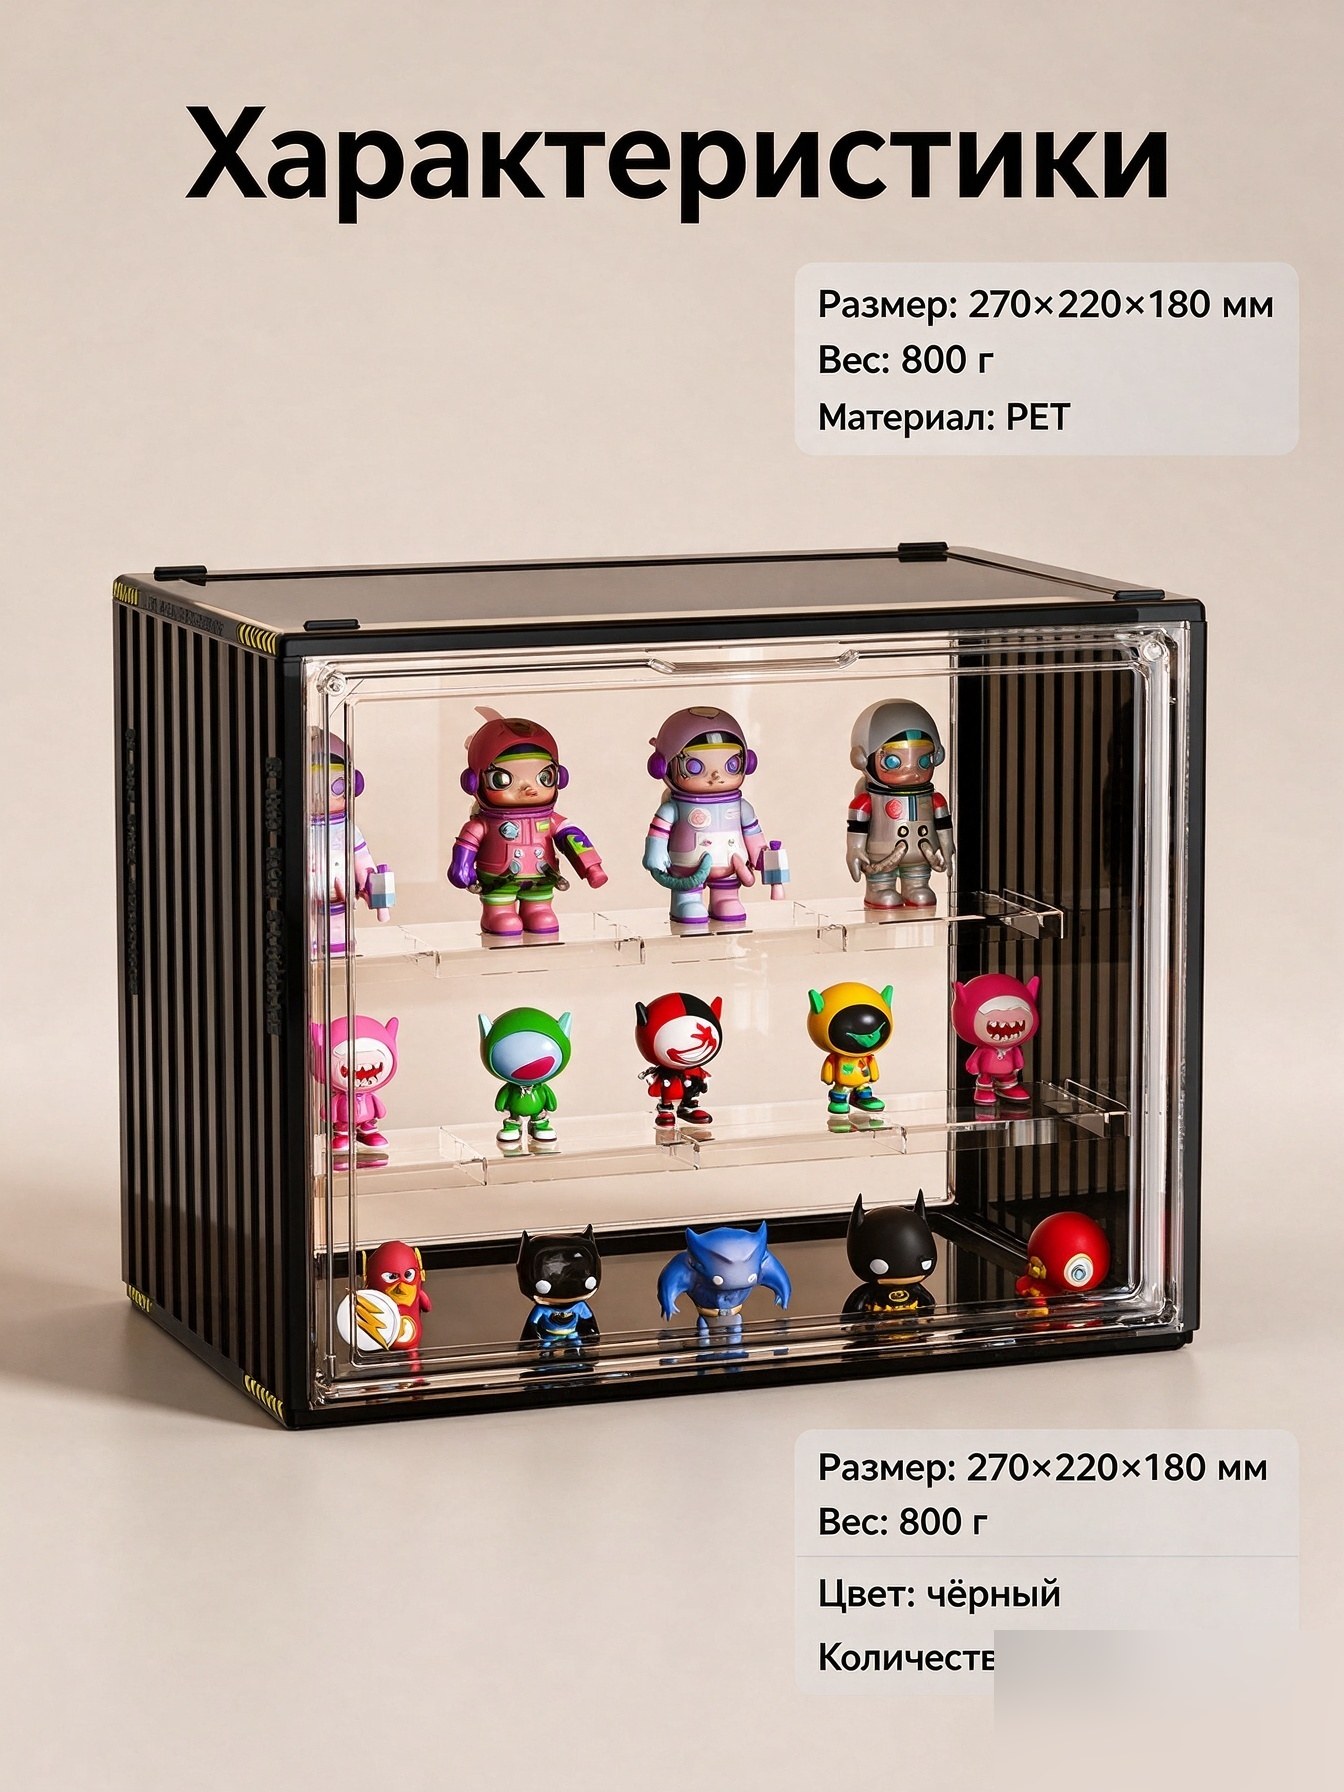 Характеристики
Размер: 270×220×180 мм
Вес: 800 г
Материал: PET
Размер: 270×220×180 мм
Вес: 800 г
Цвет: чёрный